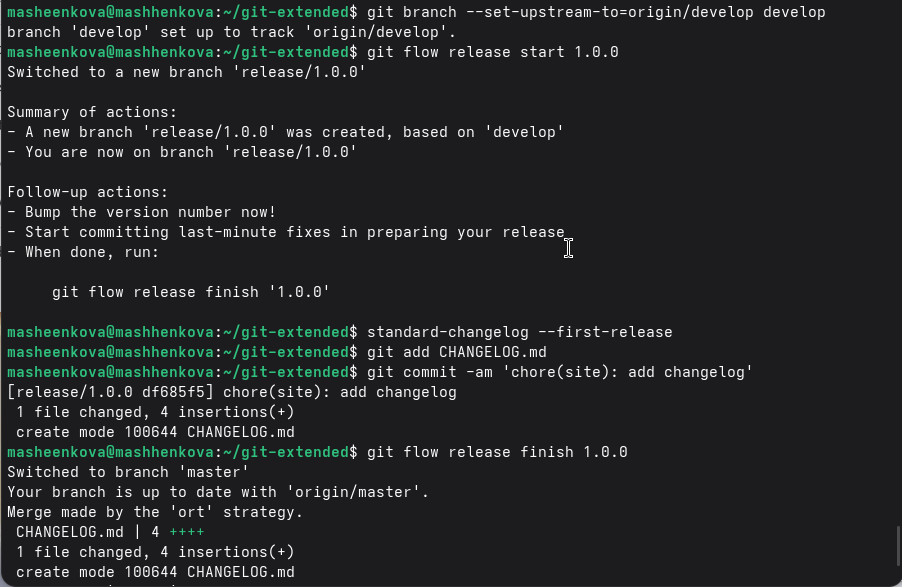 masheenkova@mashhenkova:~/git-extended$ git branch --set-upstream-to=origin/develop develop
branch 'develop' set up to track 'origin/develop'.
masheenkova@mashhenkova:~/git-extended$ git flow release start 1.0.0
Switched to a new branch 'release/1.0.0'
Summary of actions:
- A new branch 'release/1.0.0' was created, based on 'develop'
- You are now on branch 'release/1.0.0'
Follow-up actions:
- Bump the version number now!
- Start committing last-minute fixes in preparing your release
- When done, run:
git flow release finish '1.0.0'
masheenkova@mashhenkova:~/git-extended$ standard-changelog --first-release
masheenkova@mashhenkova:~/git-extended$ git add CHANGELOG.md
masheenkova@mashhenkova:~/git-extended$ git commit -am 'chore(site): add changelog'
[release/1.0.0 df685f5] chore(site): add changelog
1 file changed, 4 insertions(+)
create mode 100644 CHANGELOG.md
masheenkova@mashhenkova:~/git-extended$ git flow release finish 1.0.0
Switched to branch 'master'
Your branch is up to date with 'origin/master'.
Merge made by the 'ort' strategy.
CHANGELOG.md | 4 ++++
1 file changed, 4 insertions(+)
create mode 100644 CHANGELOG.md